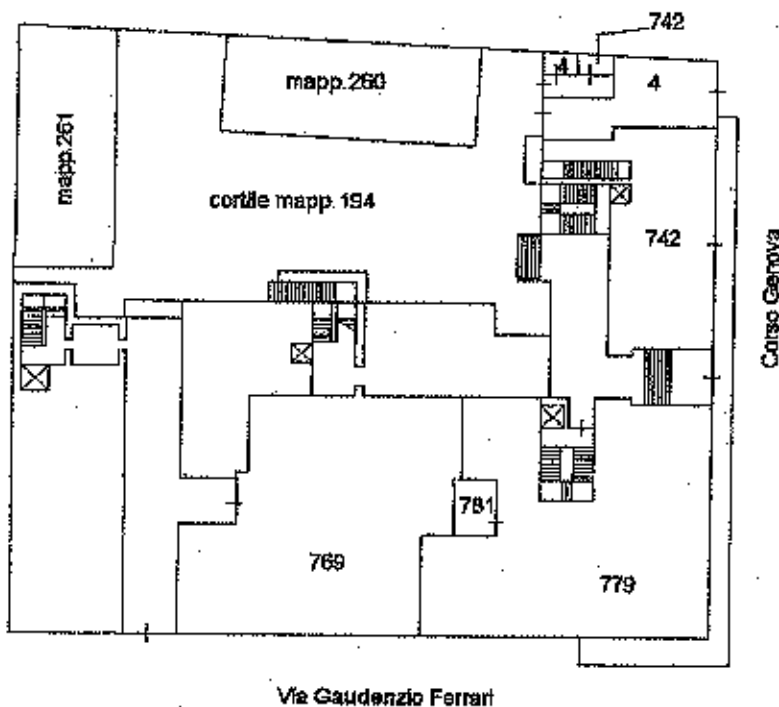 742
4
4
mapp.260
mapp.261
cortile mapp.194
742
Corso Genova
781
769
779
Via Gaudenzio Ferrari